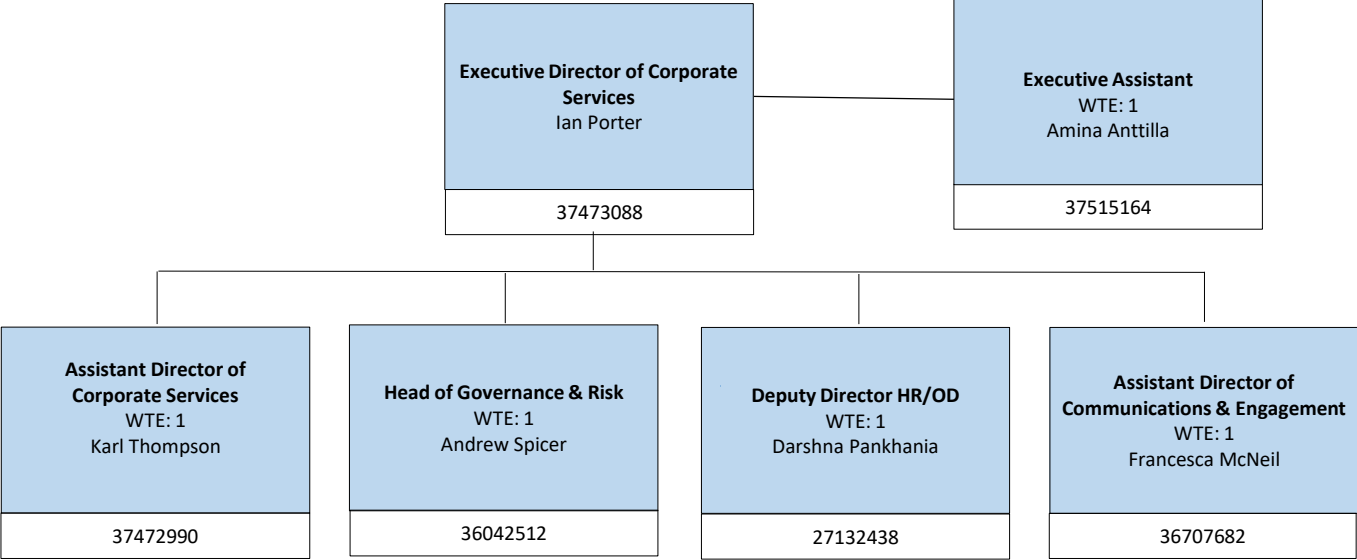 Executive Director of Corporate
Services
Ian Porter
37473088
Executive Assistant
WTE: 1
Amina Anttilla
37515164
Assistant Director of
Corporate Services
WTE: 1
Karl Thompson
37472990
Head of Governance & Risk
WTE: 1
Andrew Spicer
36042512
Deputy Director HR/OD
WTE: 1
Darshna Pankhania
27132438
Assistant Director of
Communications & Engagement
WTE: 1
Francesca McNeil
36707682